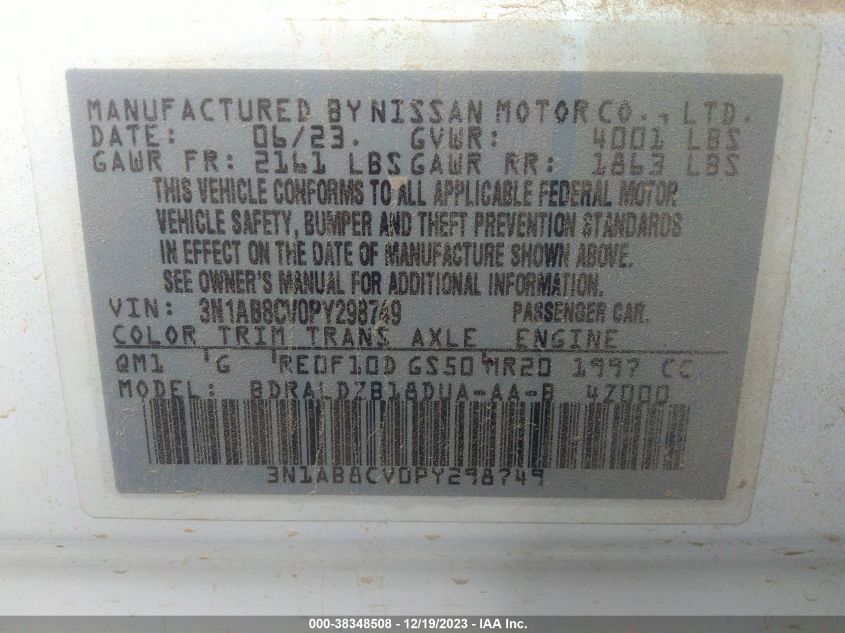 MANUFACTURED BY NISSAN MOTOR CO., LTD.
DATE: 06/23. GVWR: 4001 LBS
GAWR FR: 2161 LBS GAWR RR: 1863 LBS
THIS VEHICLE CONFORMS TO ALL APPLICABLE FEDERAL MOTOR
VEHICLE SAFETY, BUMPER AND THEFT PREVENTION STANDARDS
IN EFFECT ON THE DATE OF MANUFACTURE SHOWN ABOVE.
SEE OWNER'S MANUAL FOR ADDITIONAL INFORMATION.
VIN: 3N1AB8CV0PY298749 PASSENGER CAR.
COLOR TRIM TRANS AXLE ENGINE
QM1 G RE0F10D GS50 MR20 1997 CC
MODEL: BDRALDZB18DUA-AA-B 4Z000
3N1AB8CV0PY298749
000-38348508 - 12/19/2023 - IAA Inc.